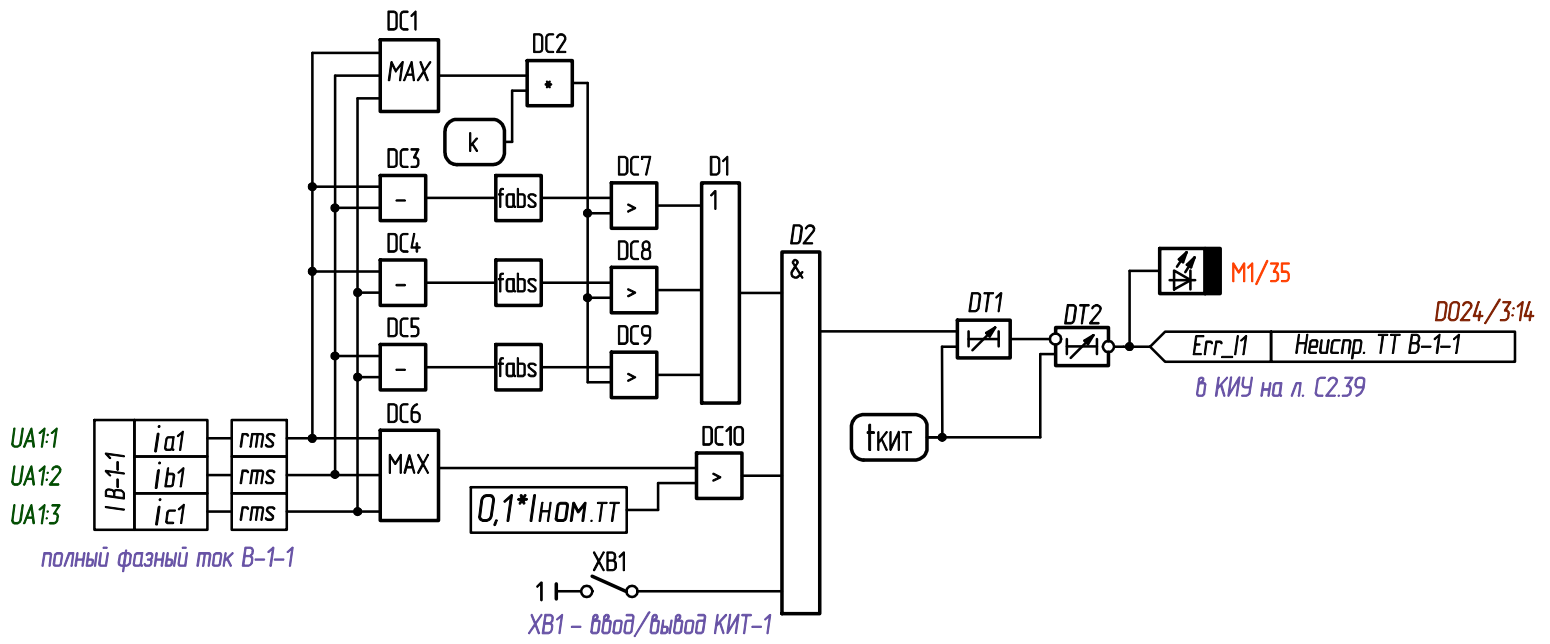 DC1
MAX
DC2
*
k
DC3
-
fabs
DC7
>
D1
1
DC4
-
fabs
DC8
>
D2
&
DC5
-
fabs
DC9
>
DT1
DT2
M1/35
DO24/3:14
Err_I1
Неиспр. ТТ В-1-1
в КИУ на л. С2.39
tКИТ
UA1:1
UA1:2
UA1:3
I В-1-1
ia1
ib1
ic1
rms
rms
rms
DC6
MAX
DC10
>
0,1*Iном.тт
полный фазный ток В-1-1
XB1
1
XB1 - ввод/вывод КИТ-1